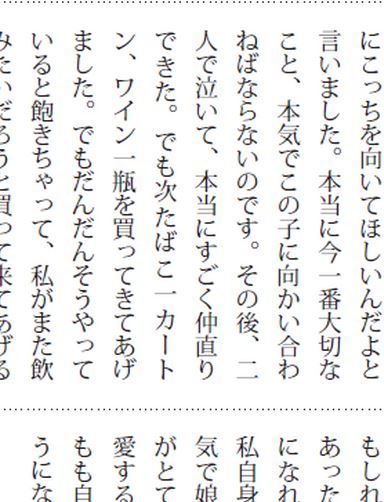 にこっちを向いてほしいんだよと
言いました。本当に今一番大切な
こと、本気でこの子に向かい合わ
ねばならないのです。その後、二
人で泣いて、本当にすごく仲直り
できた。でも次たばこ一カート
ン、ワイン一瓶を買ってきてあげ
ました。でもだんだんそうやって
いると飽きちゃって、私がまた飲
みたいだろうと買って来てあげる
もしれ
あった
になれ
私自身
気で娘
がとて
愛する
もも自
うにな